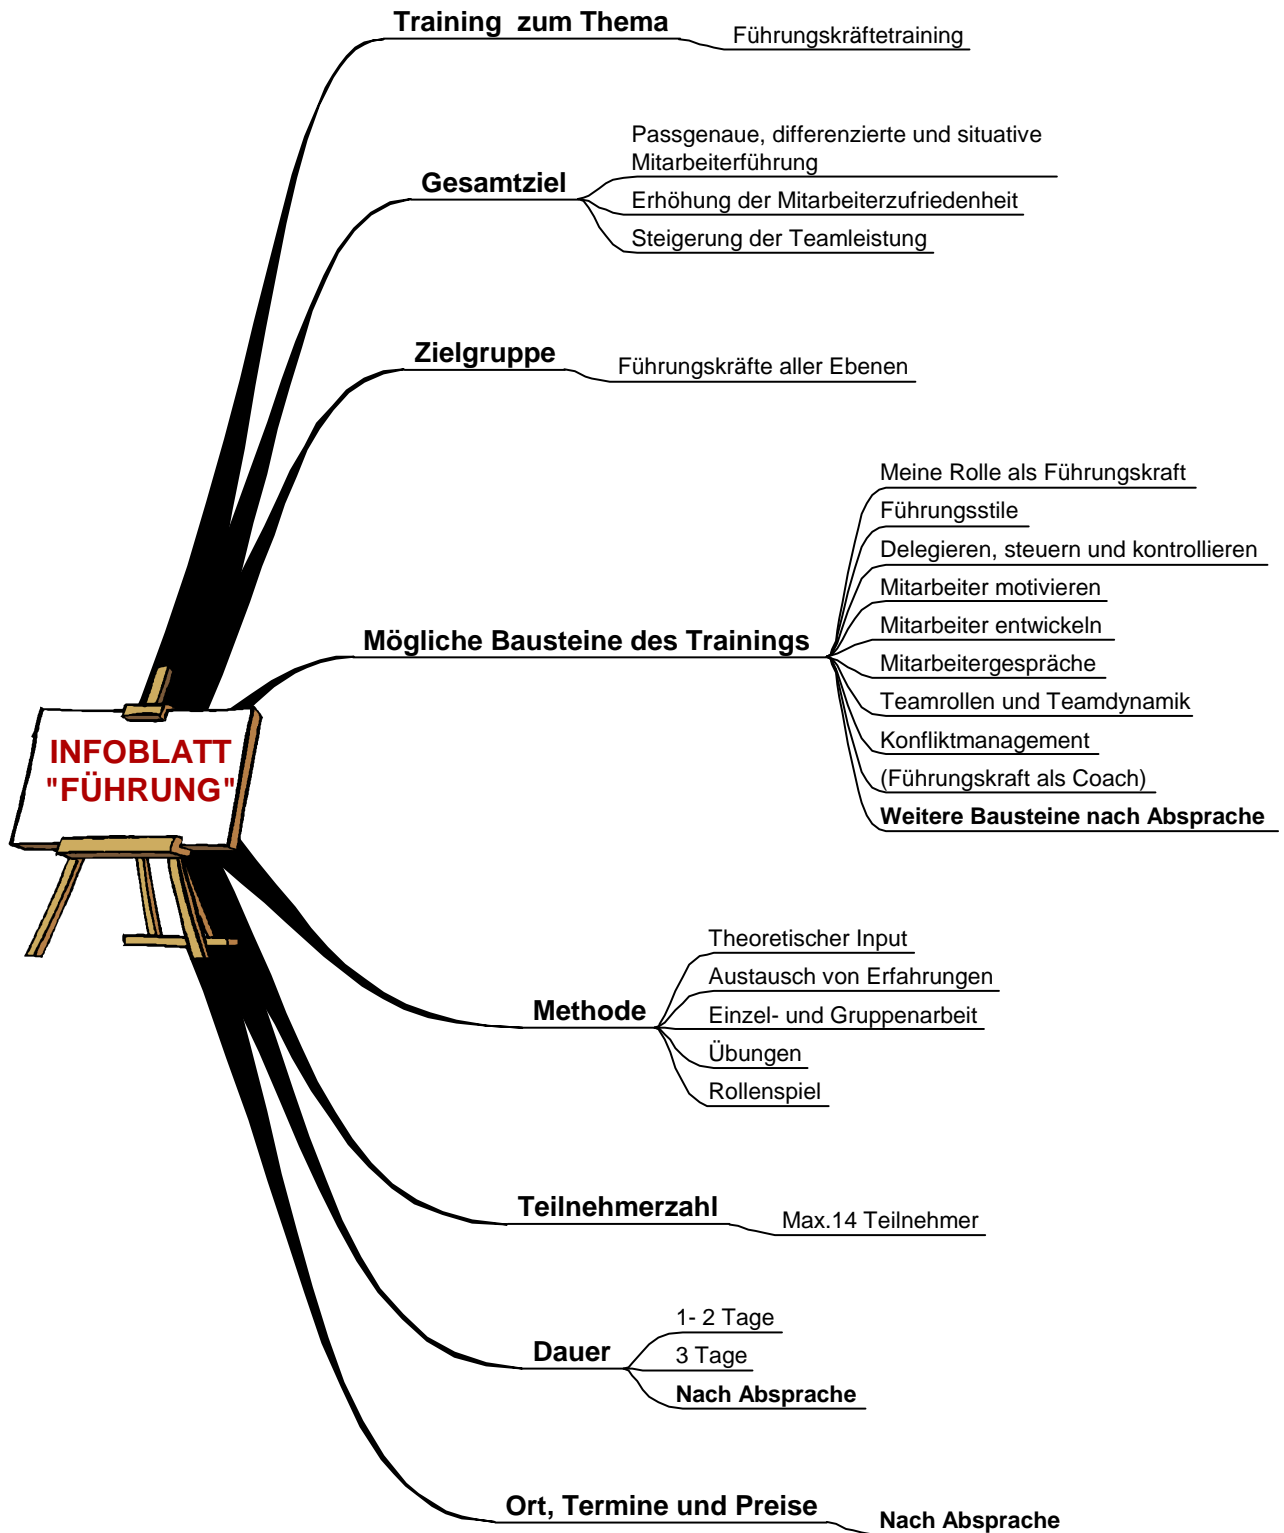 Training  zum Thema
Führungskräftetraining
Gesamtziel
Passgenaue, differenzierte und situative
Mitarbeiterführung
Erhöhung der Mitarbeiterzufriedenheit
Steigerung der Teamleistung
Zielgruppe
Führungskräfte aller Ebenen
Mögliche Bausteine des Trainings
Meine Rolle als Führungskraft
Führungsstile
Delegieren, steuern und kontrollieren
Mitarbeiter motivieren
Mitarbeiter entwickeln
Mitarbeitergespräche
Teamrollen und Teamdynamik
Konfliktmanagement
(Führungskraft als Coach)
Weitere Bausteine nach Absprache
INFOBLATT
"FÜHRUNG"
Methode
Theoretischer Input
Austausch von Erfahrungen
Einzel- und Gruppenarbeit
Übungen
Rollenspiel
Teilnehmerzahl
Max.14 Teilnehmer
Dauer
1- 2 Tage
3 Tage
Nach Absprache
Ort, Termine und Preise
Nach Absprache